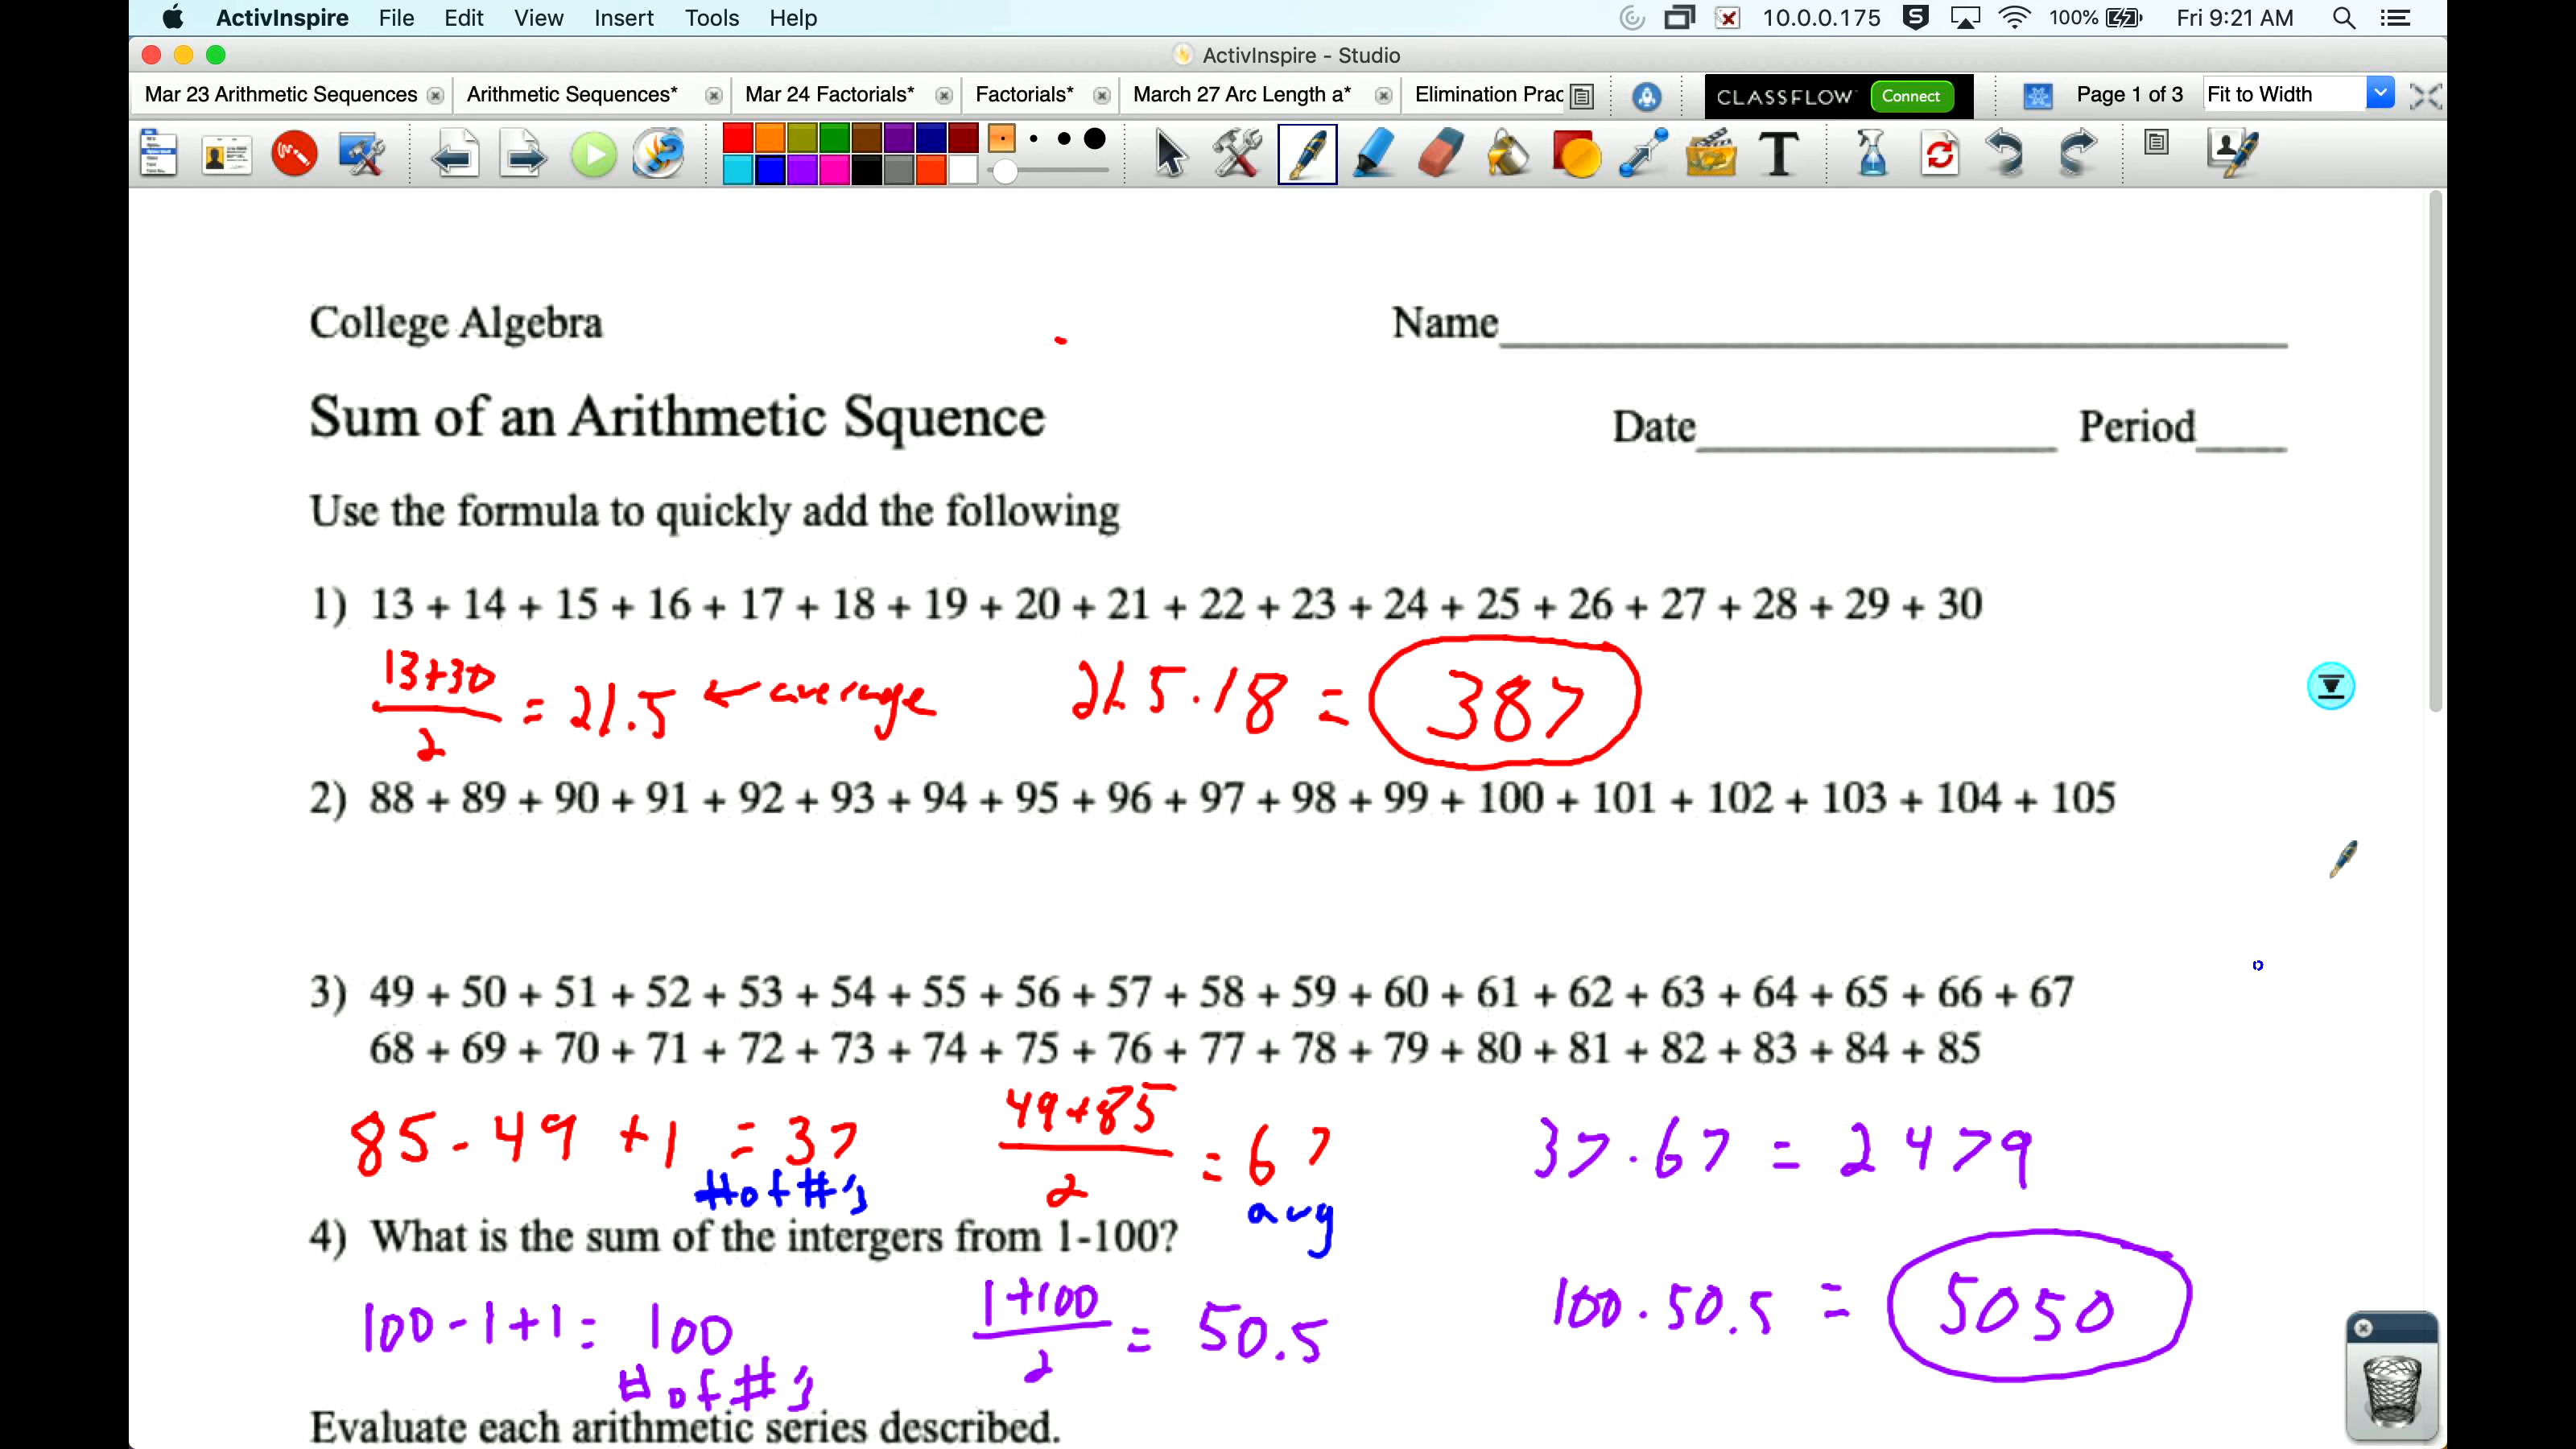 ActivInspire File Edit View Insert Tools Help 10.0.0.175 100% Fri 9:21 AM
ActivInspire - Studio
Mar 23 Arithmetic Sequences Arithmetic Sequences* Mar 24 Factorials* Factorials* March 27 Arc Length a* Elimination Prac CLASSFLOW Connect Page 1 of 3 Fit to Width
College Algebra Name
Sum of an Arithmetic Squence Date Period
Use the formula to quickly add the following
1) 13 + 14 + 15 + 16 + 17 + 18 + 19 + 20 + 21 + 22 + 23 + 24 + 25 + 26 + 27 + 28 + 29 + 30
13+30
2
= 21.5 ← average 21.5 · 18 = 387
2) 88 + 89 + 90 + 91 + 92 + 93 + 94 + 95 + 96 + 97 + 98 + 99 + 100 + 101 + 102 + 103 + 104 + 105
3) 49 + 50 + 51 + 52 + 53 + 54 + 55 + 56 + 57 + 58 + 59 + 60 + 61 + 62 + 63 + 64 + 65 + 66 + 67
68 + 69 + 70 + 71 + 72 + 73 + 74 + 75 + 76 + 77 + 78 + 79 + 80 + 81 + 82 + 83 + 84 + 85
85 - 49 + 1 = 37
# of #'s
49+85
2
= 67
avg
37 · 67 = 2479
4) What is the sum of the intergers from 1-100?
100 - 1 + 1 = 100
# of #'s
1+100
2
= 50.5
100 · 50.5 = 5050
Evaluate each arithmetic series described.